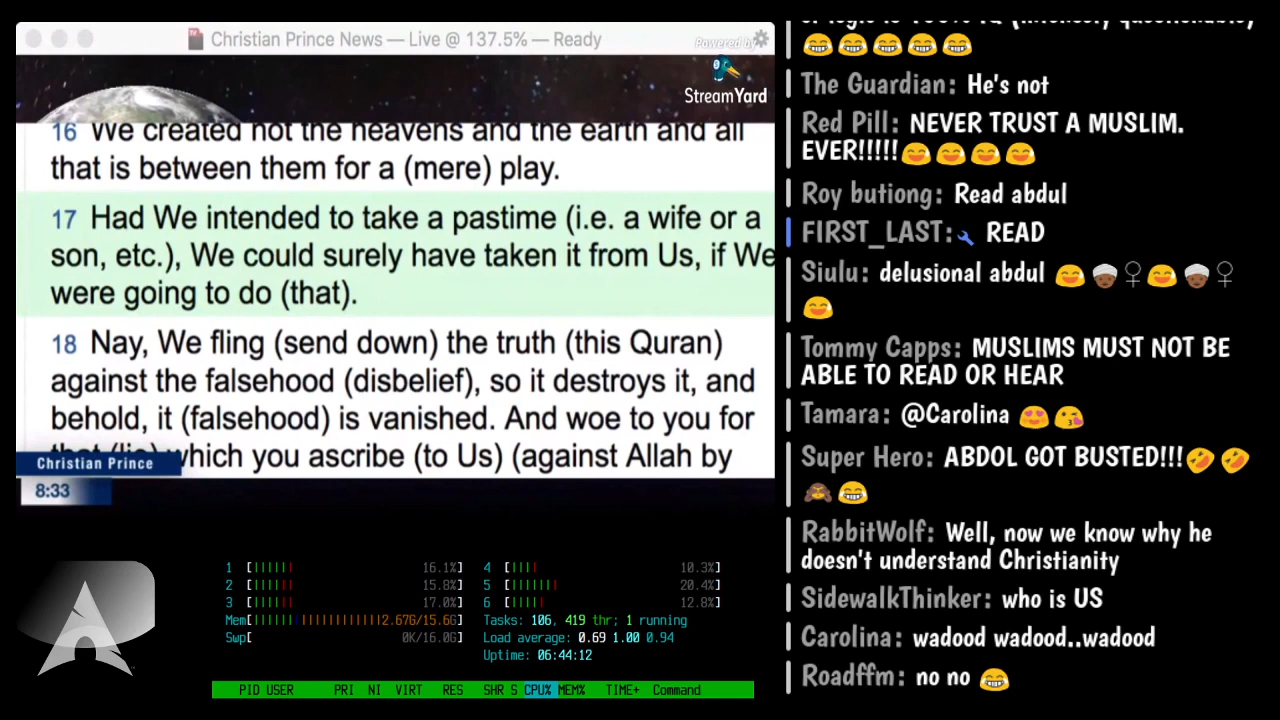 Christian Prince News — Live @ 137.5% — Ready
Powered by
StreamYard
16 We created not the heavens and the earth and all
that is between them for a (mere) play.
17 Had We intended to take a pastime (i.e. a wife or a
son, etc.), We could surely have taken it from Us, if We
were going to do (that).
18 Nay, We fling (send down) the truth (this Quran)
against the falsehood (disbelief), so it destroys it, and
behold, it (falsehood) is vanished. And woe to you for
that (lie) which you ascribe (to Us) (against Allah by
Christian Prince
8:33
1 [|||||| 16.1%] 4 [|||| 10.3%]
2 [|||||| 15.8%] 5 [||||||| 20.4%]
3 [|||||| 17.0%] 6 [||||| 12.8%]
Mem[||||||||||||||||||||2.67G/15.6G] Tasks: 106, 419 thr; 1 running
Swp[ 0K/16.0G] Load average: 0.69 1.00 0.94
Uptime: 06:44:12
PID USER PRI NI VIRT RES SHR S CPU% MEM% TIME+ Command
😂😂😂😂😂
The Guardian: He's not
Red Pill: NEVER TRUST A MUSLIM.
EVER!!!!!😅😅😅😅
Roy butiong: Read abdul
FIRST_LAST: READ
Siulu: delusional abdul 😅👳🏾♀😅👳🏾♀
😅
Tommy Capps: MUSLIMS MUST NOT BE
ABLE TO READ OR HEAR
Tamara: @Carolina 😍😘
Super Hero: ABDOL GOT BUSTED!!!🤣🤣
🙈😂
RabbitWolf: Well, now we know why he
doesn't understand Christianity
SidewalkThinker: who is US
Carolina: wadood wadood..wadood
Roadffm: no no 😂